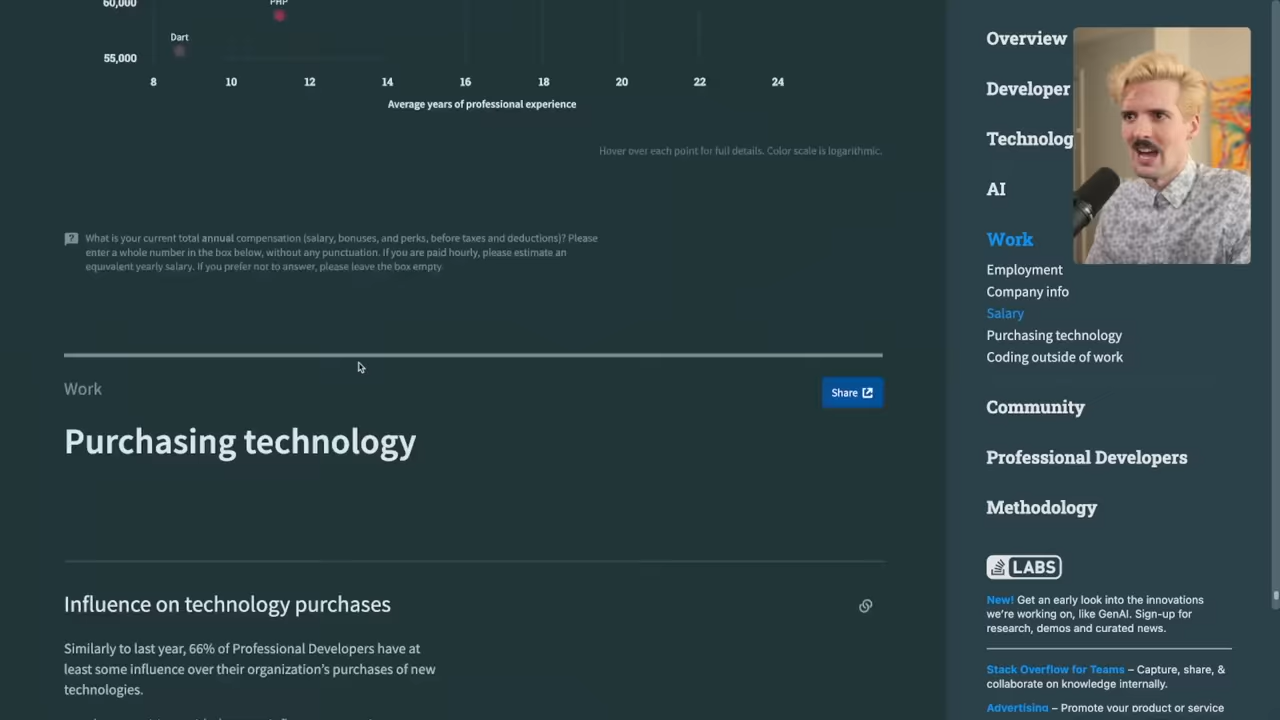 60,000
PHP
Dart
55,000
8 10 12 14 16 18 20 22 24
Average years of professional experience
Hover over each point for full details. Color scale is logarithmic.
What is your current total annual compensation (salary, bonuses, and perks, before taxes and deductions)? Please
enter a whole number in the box below, without any punctuation. If you are paid hourly, please estimate an
equivalent yearly salary. If you prefer not to answer, please leave the box empty
Work
Share
Purchasing technology
Influence on technology purchases
Similarly to last year, 66% of Professional Developers have at
least some influence over their organization's purchases of new
technologies.
Overview
Developer
Technolog
AI
Work
Employment
Company info
Salary
Purchasing technology
Coding outside of work
Community
Professional Developers
Methodology
LABS
New! Get an early look into the innovations
we're working on, like GenAI. Sign-up for
research, demos and curated news.
Stack Overflow for Teams – Capture, share, &
collaborate on knowledge internally.
Advertising – Promote your product or service